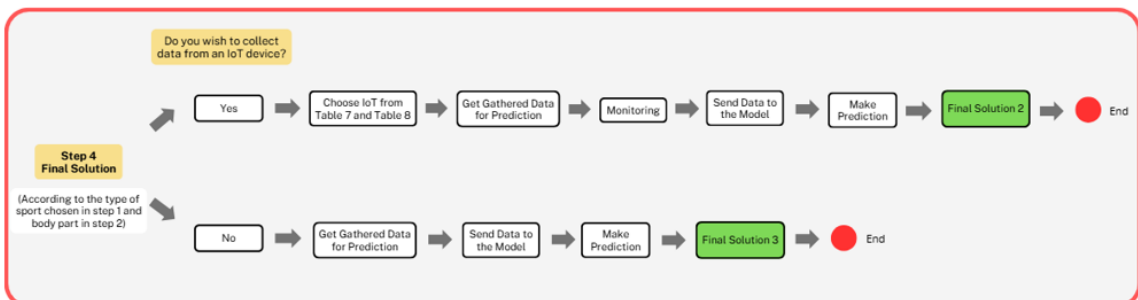 Do you wish to collect
data from an IoT device?
Yes
Choose IoT from
Table 7 and Table 8
Get Gathered Data
for Prediction
Monitoring
Send Data to
the Model
Make
Prediction
Final Solution 2
End
Step 4
Final Solution
(According to the type of
sport chosen in step 1 and
body part in step 2)
No
Get Gathered Data
for Prediction
Send Data to
the Model
Make
Prediction
Final Solution 3
End